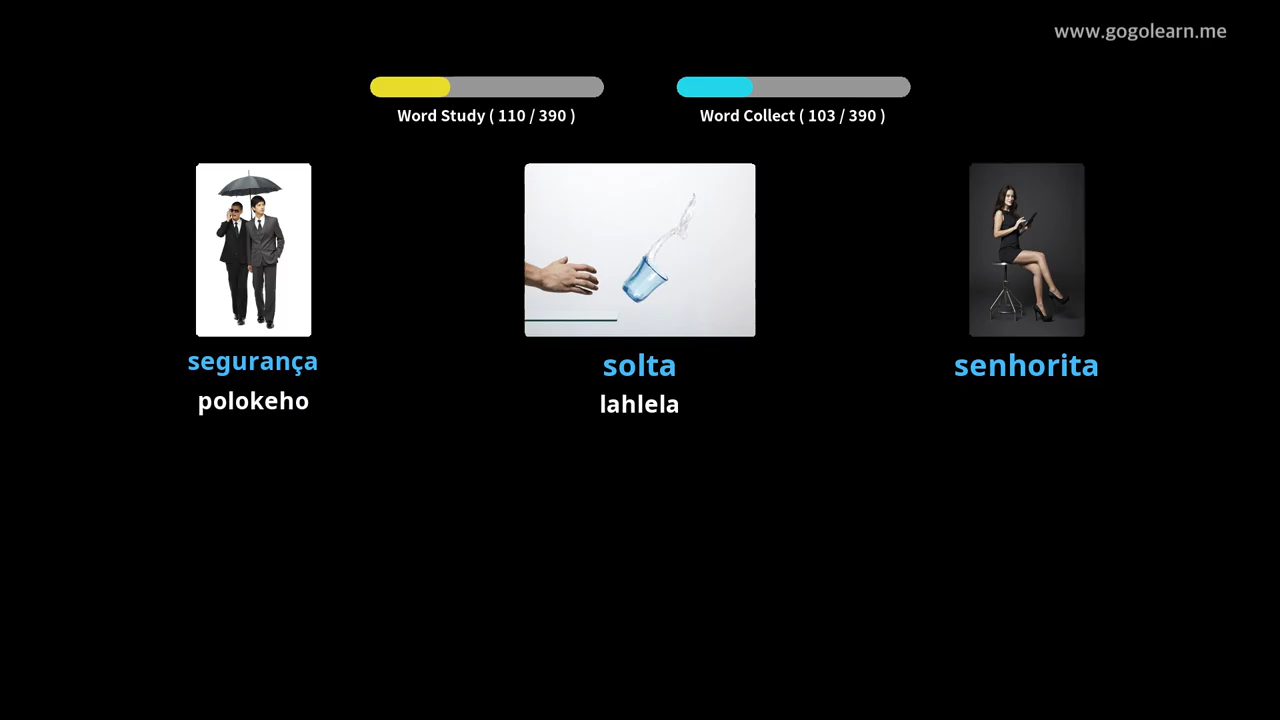 www.gogolearn.me
Word Study ( 110 / 390 )
Word Collect ( 103 / 390 )
segurança
polokeho
solta
lahlela
senhorita